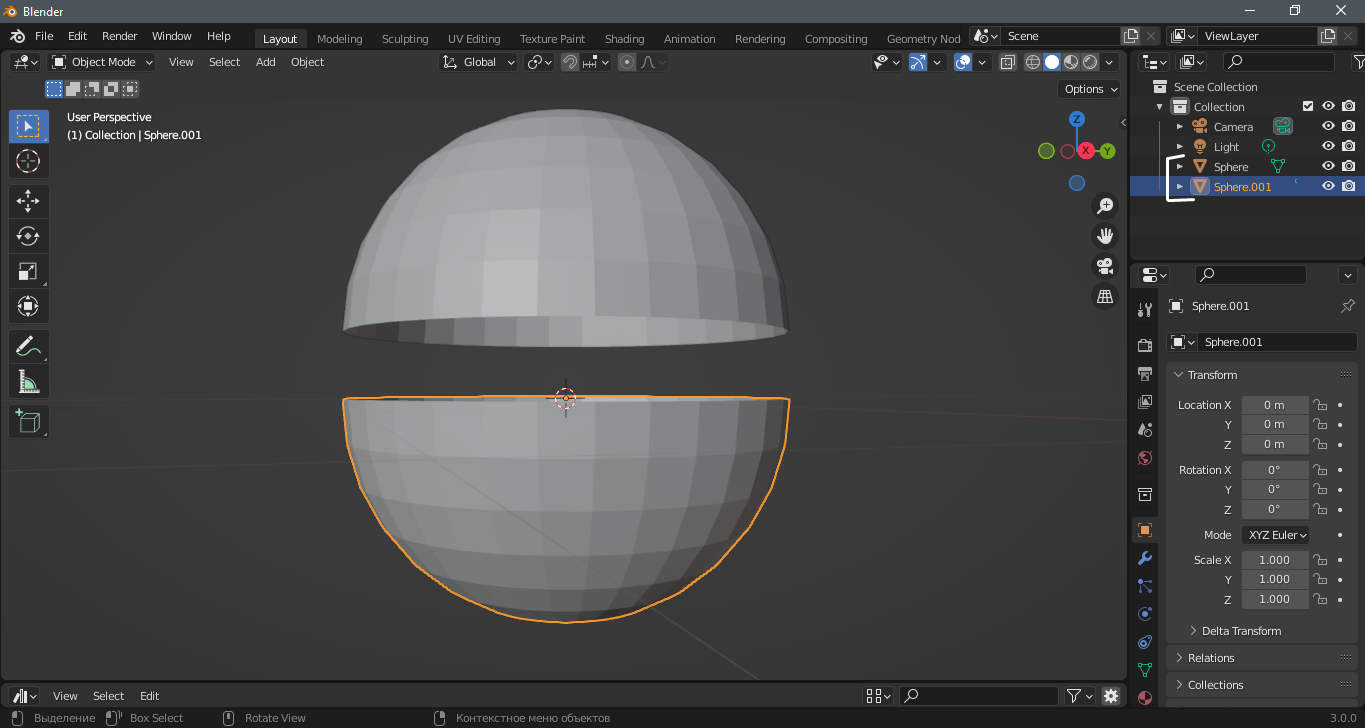 Blender
File Edit Render Window Help Layout Modeling Sculpting UV Editing Texture Paint Shading Animation Rendering Compositing Geometry Nod Scene ViewLayer
Object Mode View Select Add Object Global
Options
User Perspective
(1) Collection | Sphere.001
Z
X
Y
Scene Collection
Collection
Camera
Light
Sphere
Sphere.001
Sphere.001
Sphere.001
Transform
Location X 0 m
Y 0 m
Z 0 m
Rotation X 0°
Y 0°
Z 0°
Mode XYZ Euler
Scale X 1.000
Y 1.000
Z 1.000
Delta Transform
Relations
Collections
View Select Edit
Выделение Box Select Rotate View Контекстное меню объектов 3.0.0